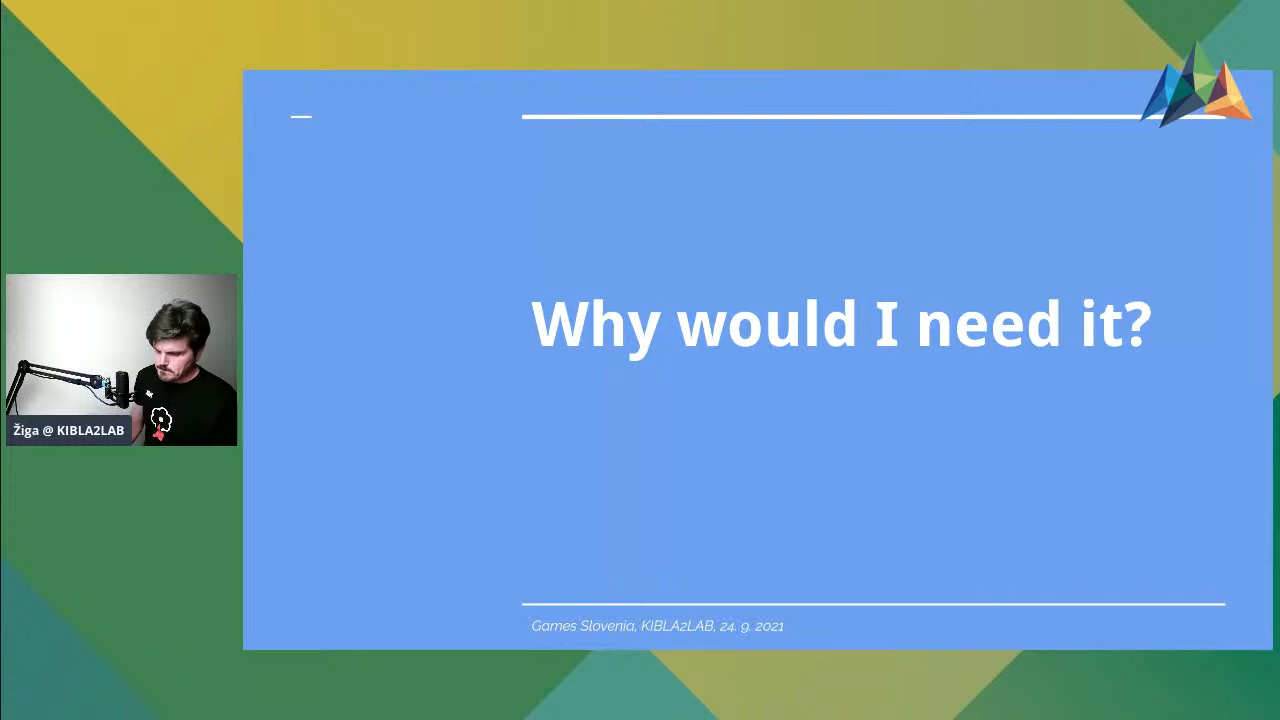 Why would I need it?
Žiga @ KIBLA2LAB
Games Slovenia, KIBLA2LAB, 24. 9. 2021